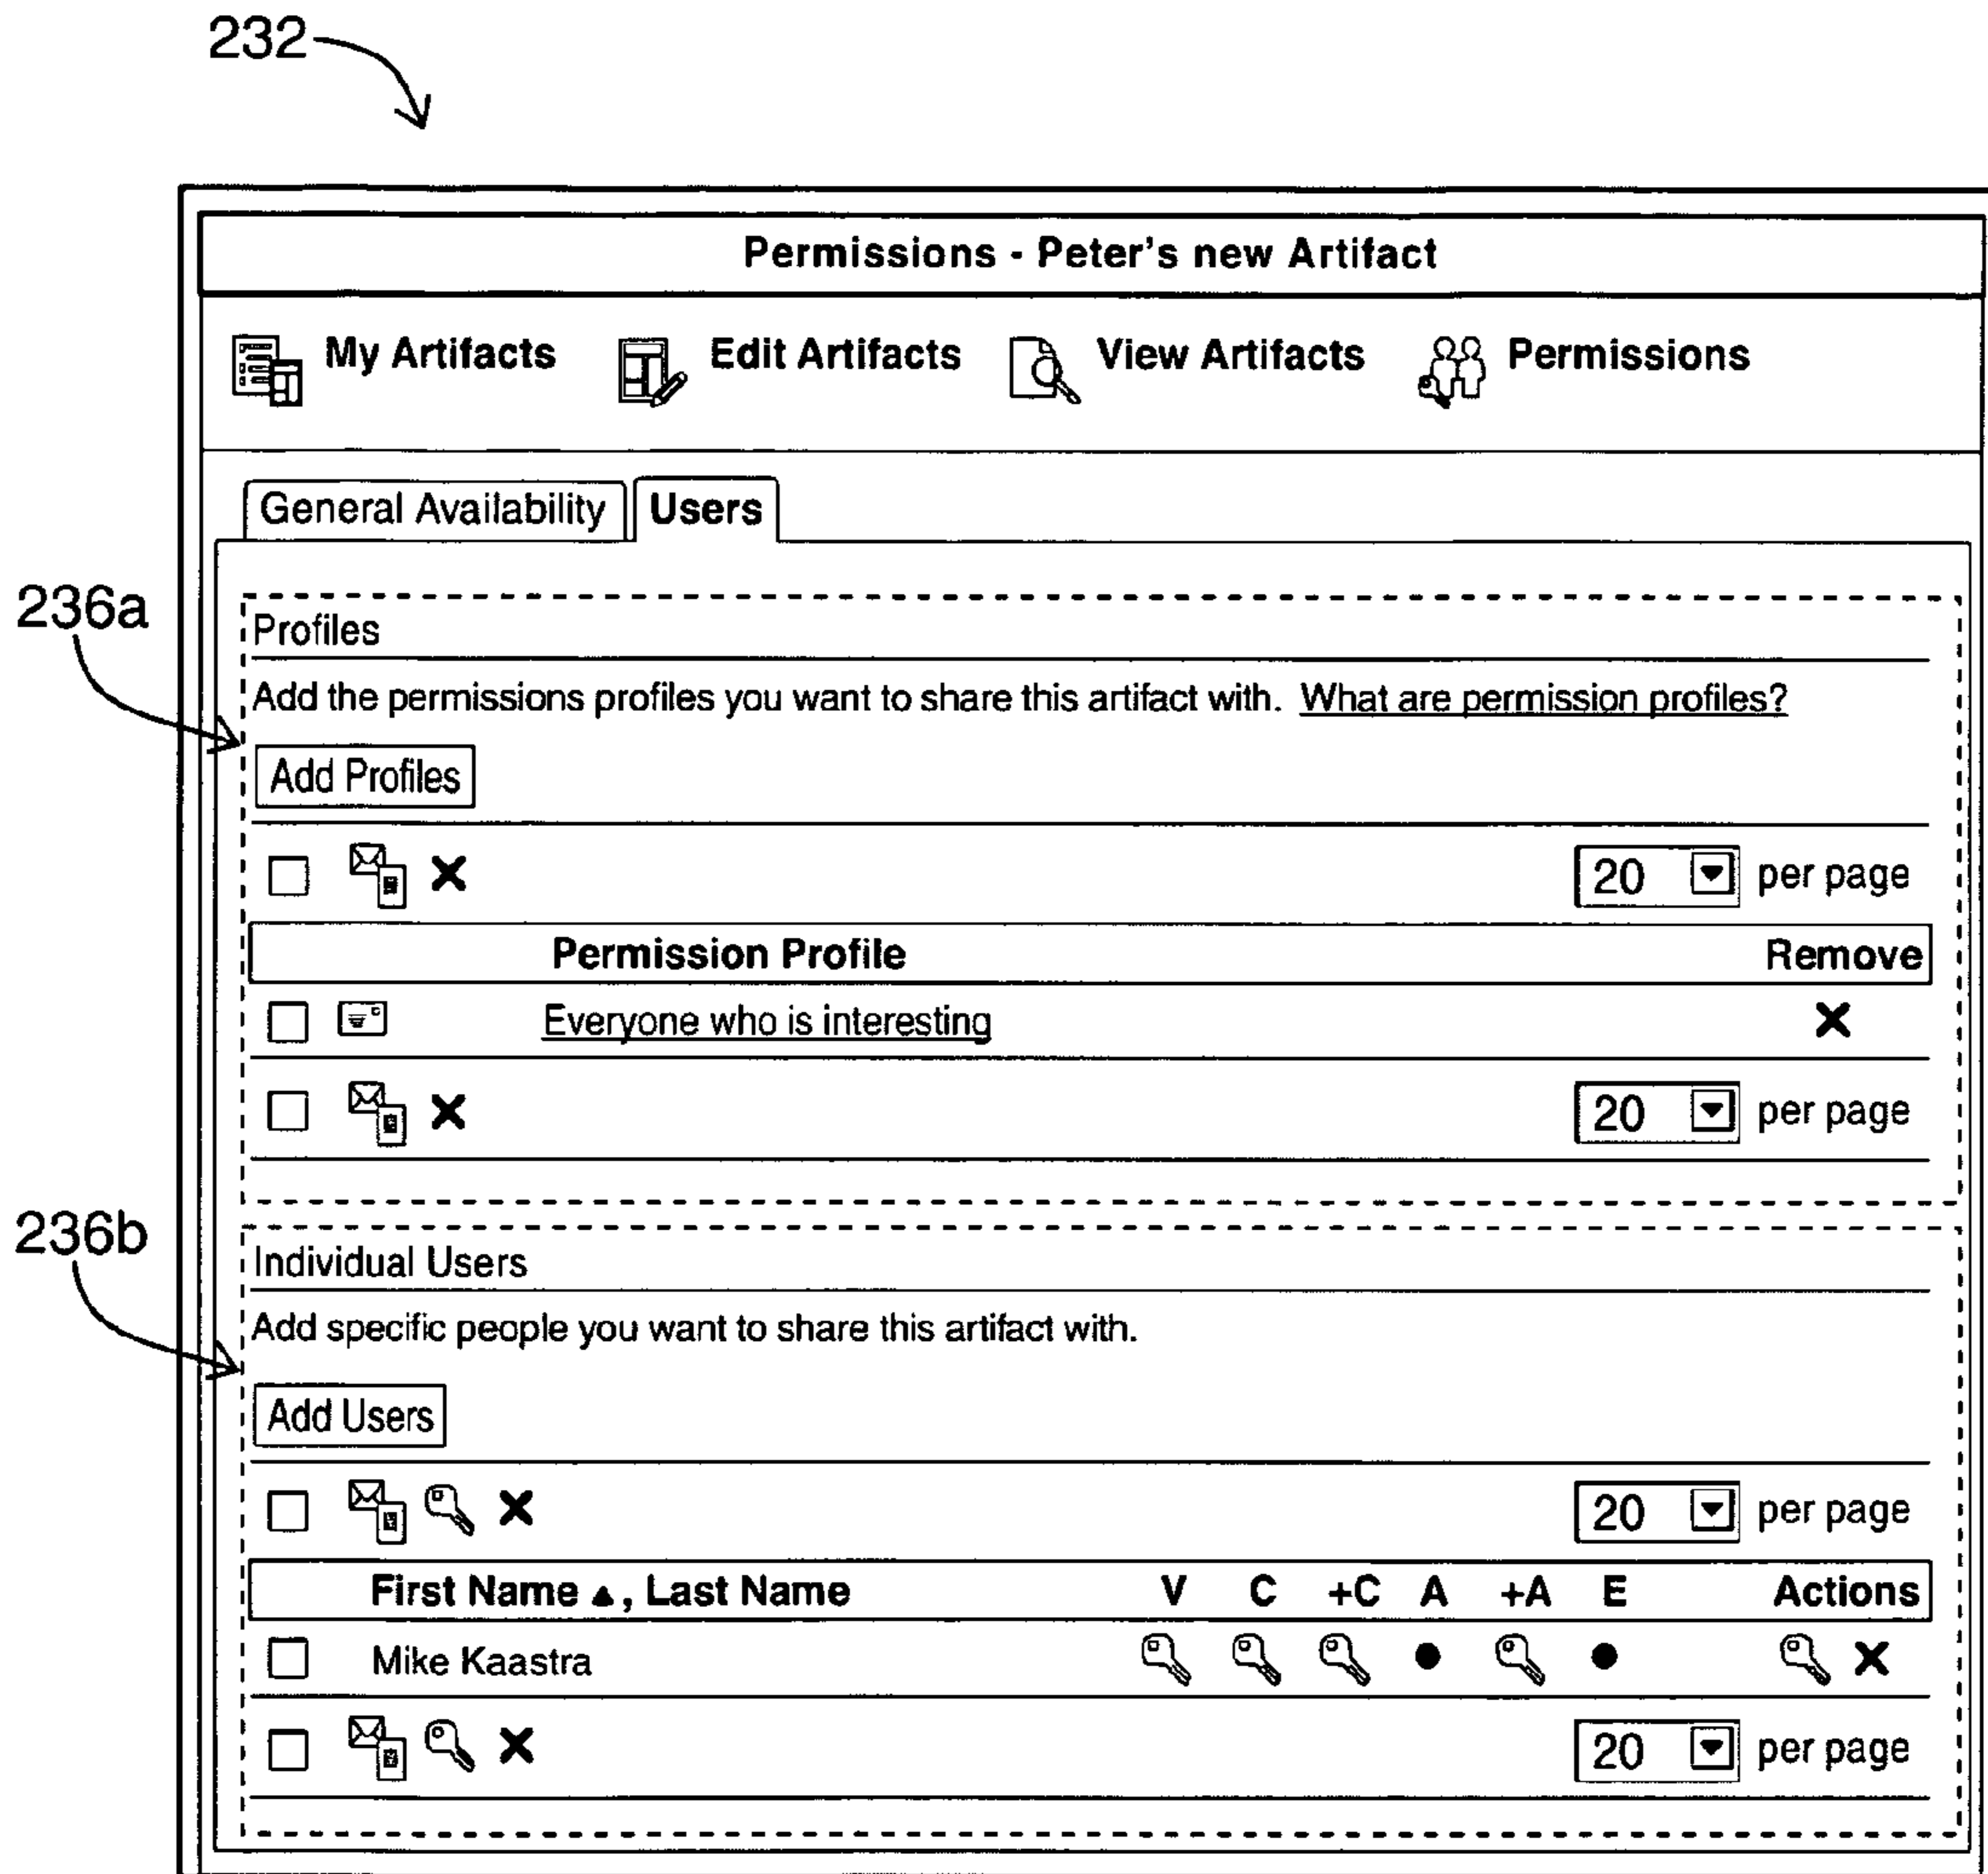 232
Permissions - Peter's new Artifact
My Artifacts Edit Artifacts View Artifacts Permissions
General Availability Users
236a
Profiles
Add the permissions profiles you want to share this artifact with. What are permission profiles?
Add Profiles
20 per page
Permission Profile Remove
Everyone who is interesting
20 per page
236b
Individual Users
Add specific people you want to share this artifact with.
Add Users
20 per page
First Name ▲, Last Name V C +C A +A E Actions
Mike Kaastra
20 per page